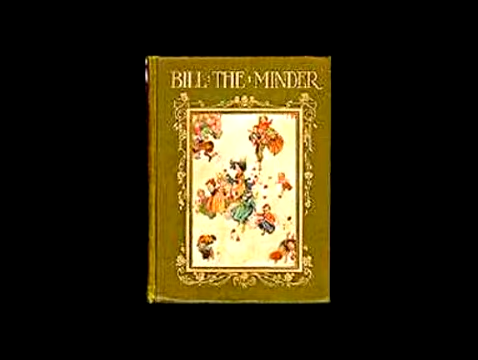 BILL : THE : MINDER